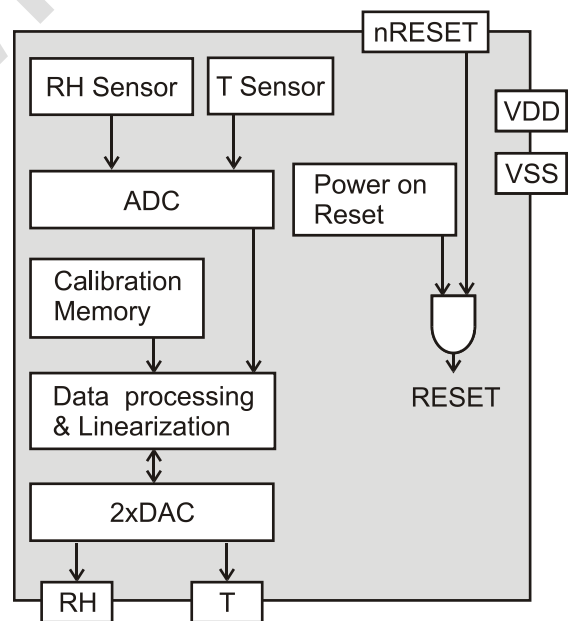 nRESET
RH Sensor
T Sensor
VDD
VSS
ADC
Power on
Reset
Calibration
Memory
Data processing
& Linearization
RESET
2xDAC
RH
T